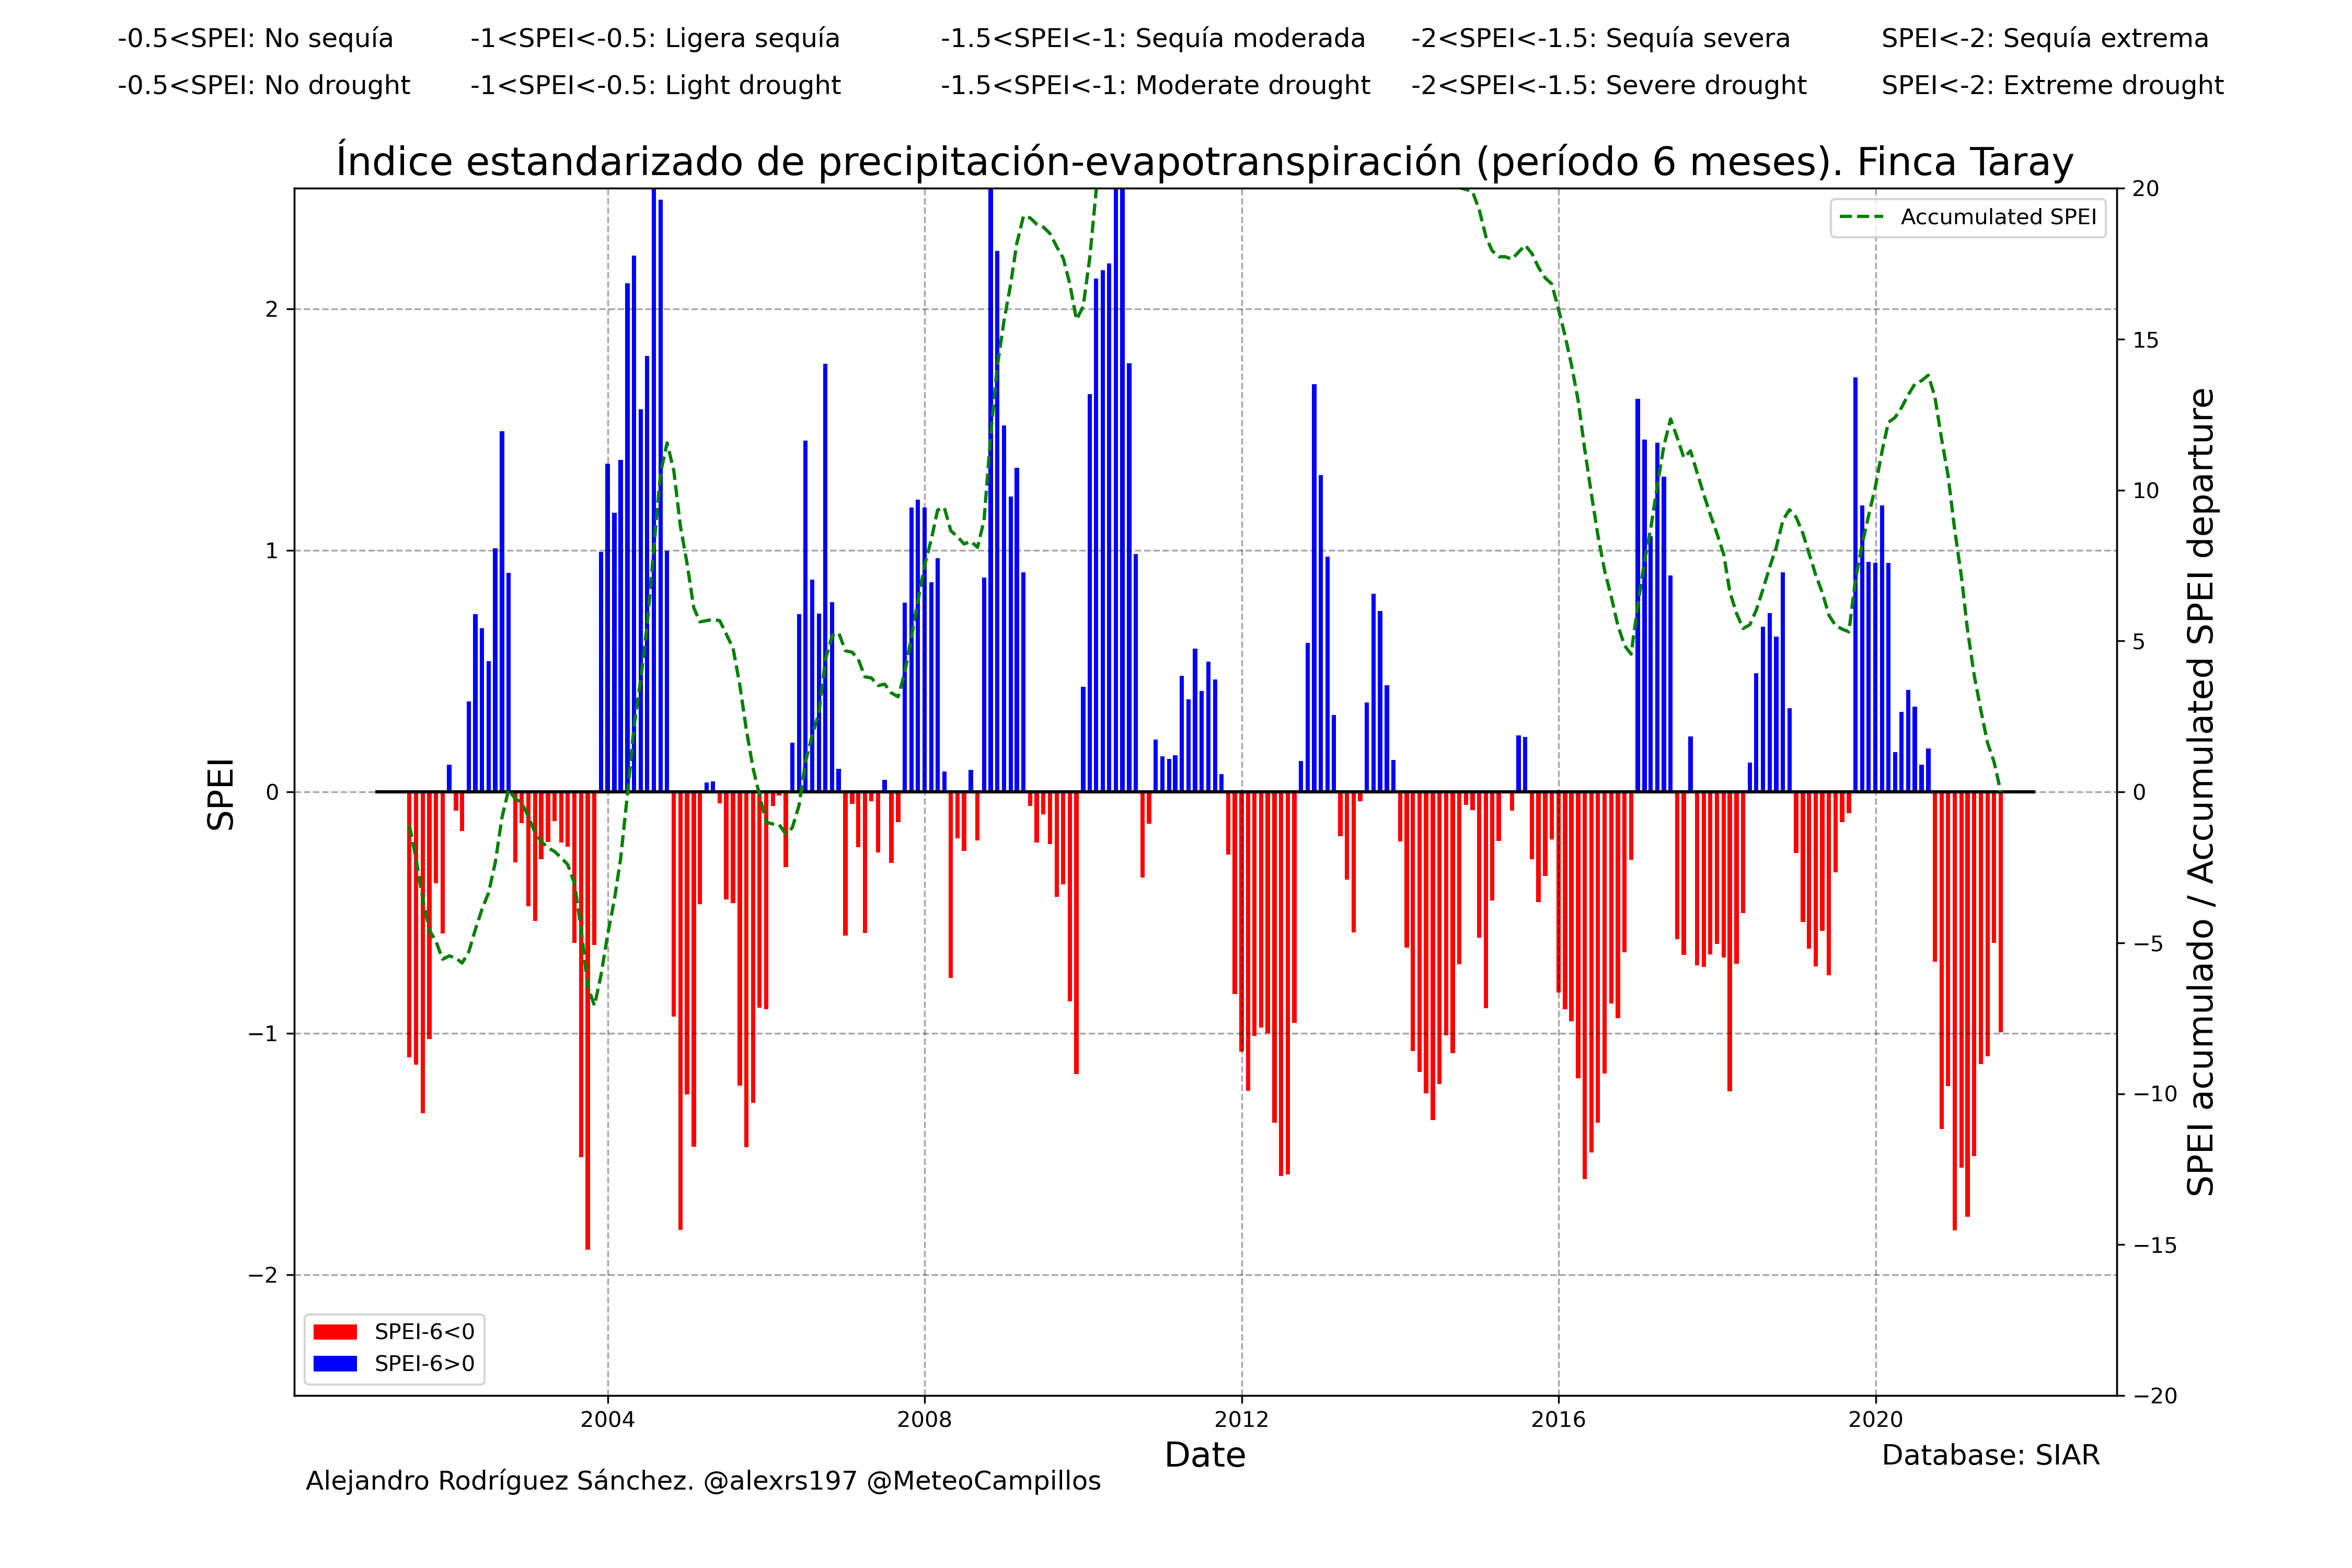 -0.5<SPEI: No sequía -1<SPEI<-0.5: Ligera sequía -1.5<SPEI<-1: Sequía moderada -2<SPEI<-1.5: Sequía severa SPEI<-2: Sequía extrema
-0.5<SPEI: No drought -1<SPEI<-0.5: Light drought -1.5<SPEI<-1: Moderate drought -2<SPEI<-1.5: Severe drought SPEI<-2: Extreme drought
Índice estandarizado de precipitación-evapotranspiración (período 6 meses). Finca Taray
Accumulated SPEI
SPEI
2
1
0
−1
−2
20
15
10
5
0
−5
−10
−15
−20
SPEI acumulado / Accumulated SPEI departure
SPEI-6<0
SPEI-6>0
2004 2008 2012 2016 2020
Date
Database: SIAR
Alejandro Rodríguez Sánchez. @alexrs197 @MeteoCampillos